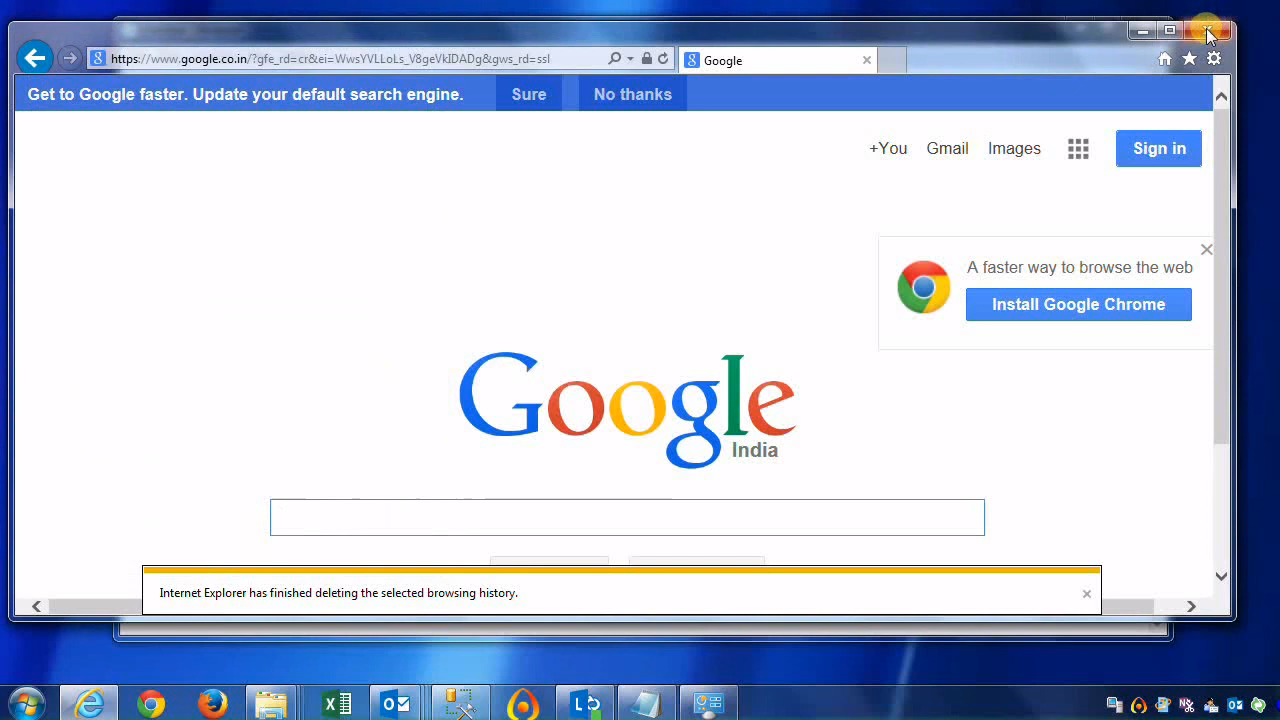 https://www.google.co.in/?gfe_rd=cr&ei=WwsYVLLoLs_V8geVkIDADg&gws_rd=ssl
Google
Get to Google faster. Update your default search engine. Sure No thanks
+You Gmail Images Sign in
A faster way to browse the web
Install Google Chrome
Google
India
Internet Explorer has finished deleting the selected browsing history.